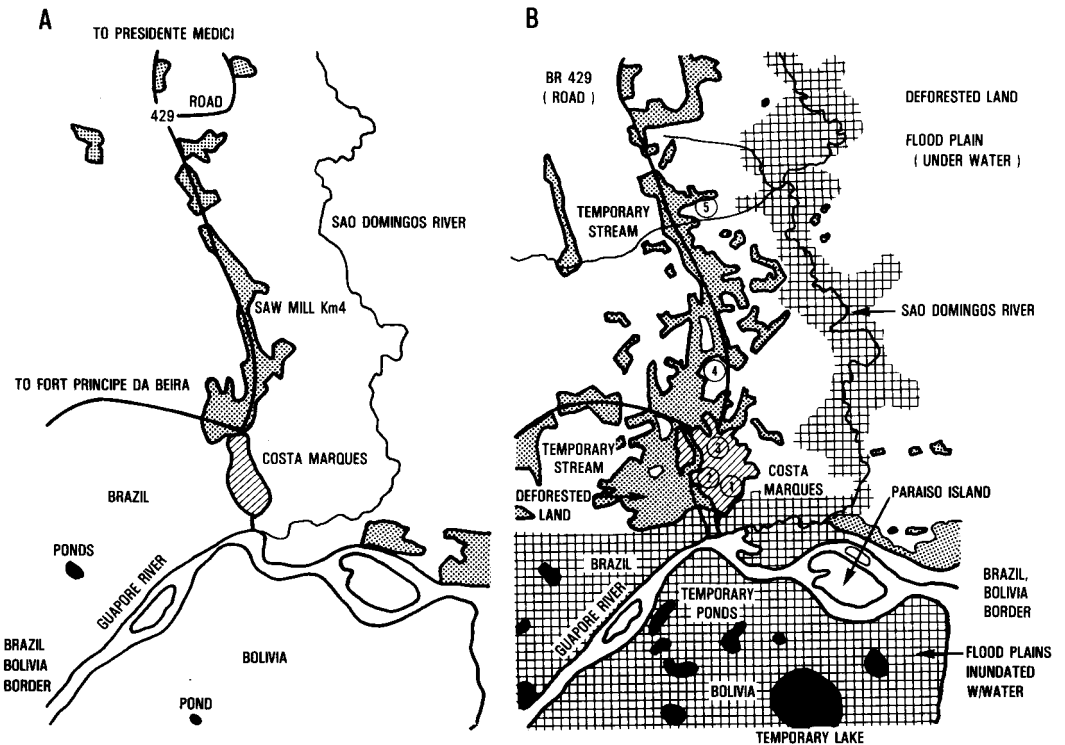 A
TO PRESIDENTE MEDICI
ROAD
429
SAO DOMINGOS RIVER
SAW MILL Km4
TO FORT PRINCIPE DA BEIRA
COSTA MARQUES
BRAZIL
PONDS
GUAPORE RIVER
BRAZIL
BOLIVIA
BORDER
BOLIVIA
POND
B
BR 429
( ROAD )
DEFORESTED LAND
FLOOD PLAIN
( UNDER WATER )
5
TEMPORARY
STREAM
SAO DOMINGOS RIVER
4
TEMPORARY
STREAM
3
2
1
COSTA
MARQUES
DEFORESTED
LAND
PARAISO ISLAND
BRAZIL
GUAPORE RIVER
TEMPORARY
PONDS
BRAZIL,
BOLIVIA
BORDER
FLOOD PLAINS
INUNDATED
W/WATER
BOLIVIA
TEMPORARY LAKE